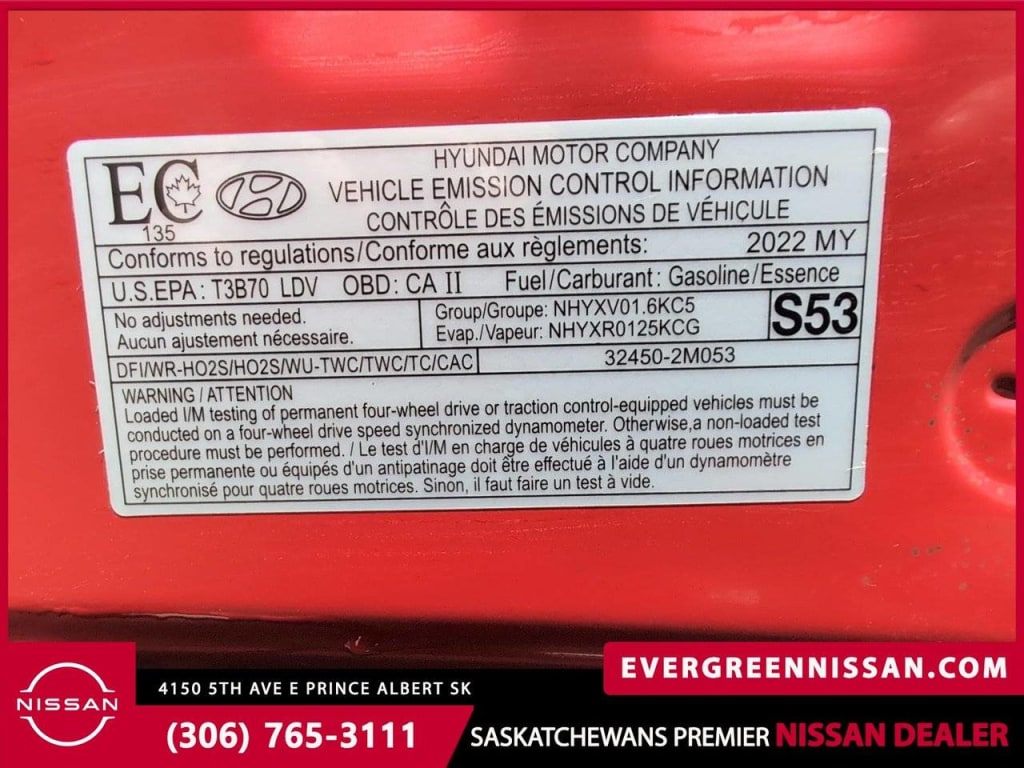 EC
135
HYUNDAI MOTOR COMPANY
VEHICLE EMISSION CONTROL INFORMATION
CONTRÔLE DES ÉMISSIONS DE VÉHIÇULE
Conforms to regulations/Conforme aux règlements: 2022 MY
U.S.EPA : T3B70 LDV OBD: CA II Fuel/Carburant: Gasoline/Essence
No adjustments needed.
Aucun ajustement nécessaire.
Group/Groupe: NHYXV01.6KC5
Evap./Vapeur: NHYXR0125KCG
S53
DFI/WR-HO2S/HO2S/WU-TWC/TWC/TC/CAC 32450-2M053
WARNING / ATTENTION
Loaded I/M testing of permanent four-wheel drive or traction control-equipped vehicles must be
conducted on a four-wheel drive speed synchronized dynamometer. Otherwise,a non-loaded test
procedure must be performed. / Le test d'I/M en charge de véhicules à quatre roues motrices en
prise permanente ou équipés d'un antipatinage doit être effectué à l'aide d'un dynamomètre
synchronisé pour quatre roues motrices. Sinon, il faut faire un test à vide.
NISSAN
4150 5TH AVE E PRINCE ALBERT SK
(306) 765-3111
EVERGREENNISSAN.COM
SASKATCHEWANS PREMIER NISSAN DEALER